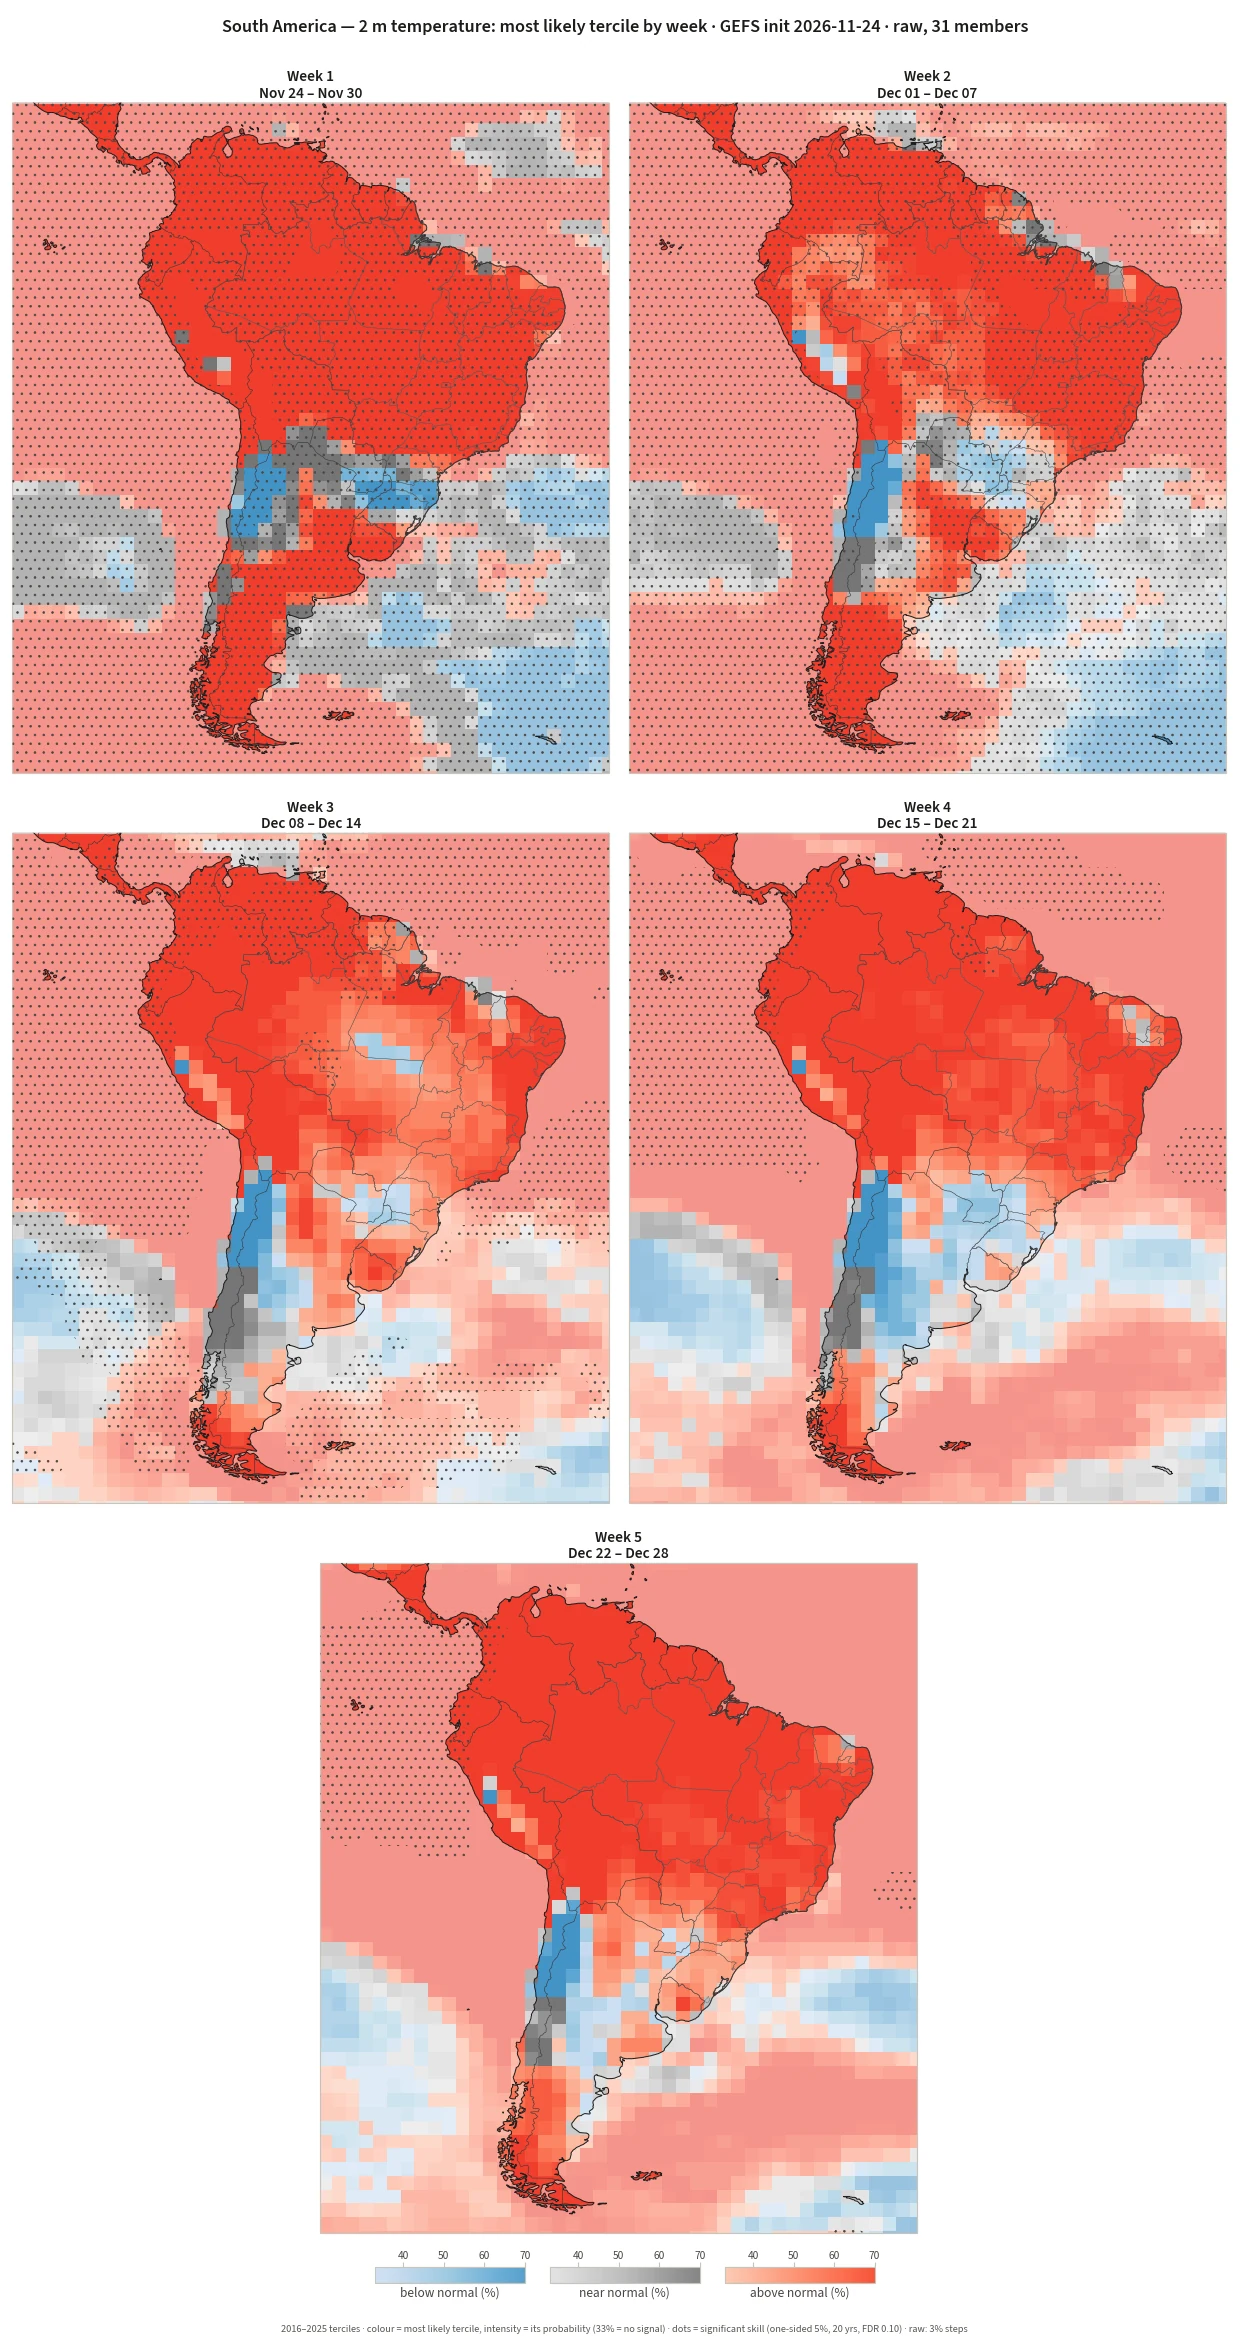 South America — 2 m temperature: most likely tercile by week · GEFS init 2026-11-24 · raw, 31 members
Week 1
Nov 24 – Nov 30
Week 2
Dec 01 – Dec 07
Week 3
Dec 08 – Dec 14
Week 4
Dec 15 – Dec 21
Week 5
Dec 22 – Dec 28
40 50 60 70
below normal (%)
40 50 60 70
near normal (%)
40 50 60 70
above normal (%)
2016–2025 terciles · colour = most likely tercile, intensity = its probability (33% = no signal) · dots = significant skill (one-sided 5%, 20 yrs, FDR 0.10) · raw: 3% steps